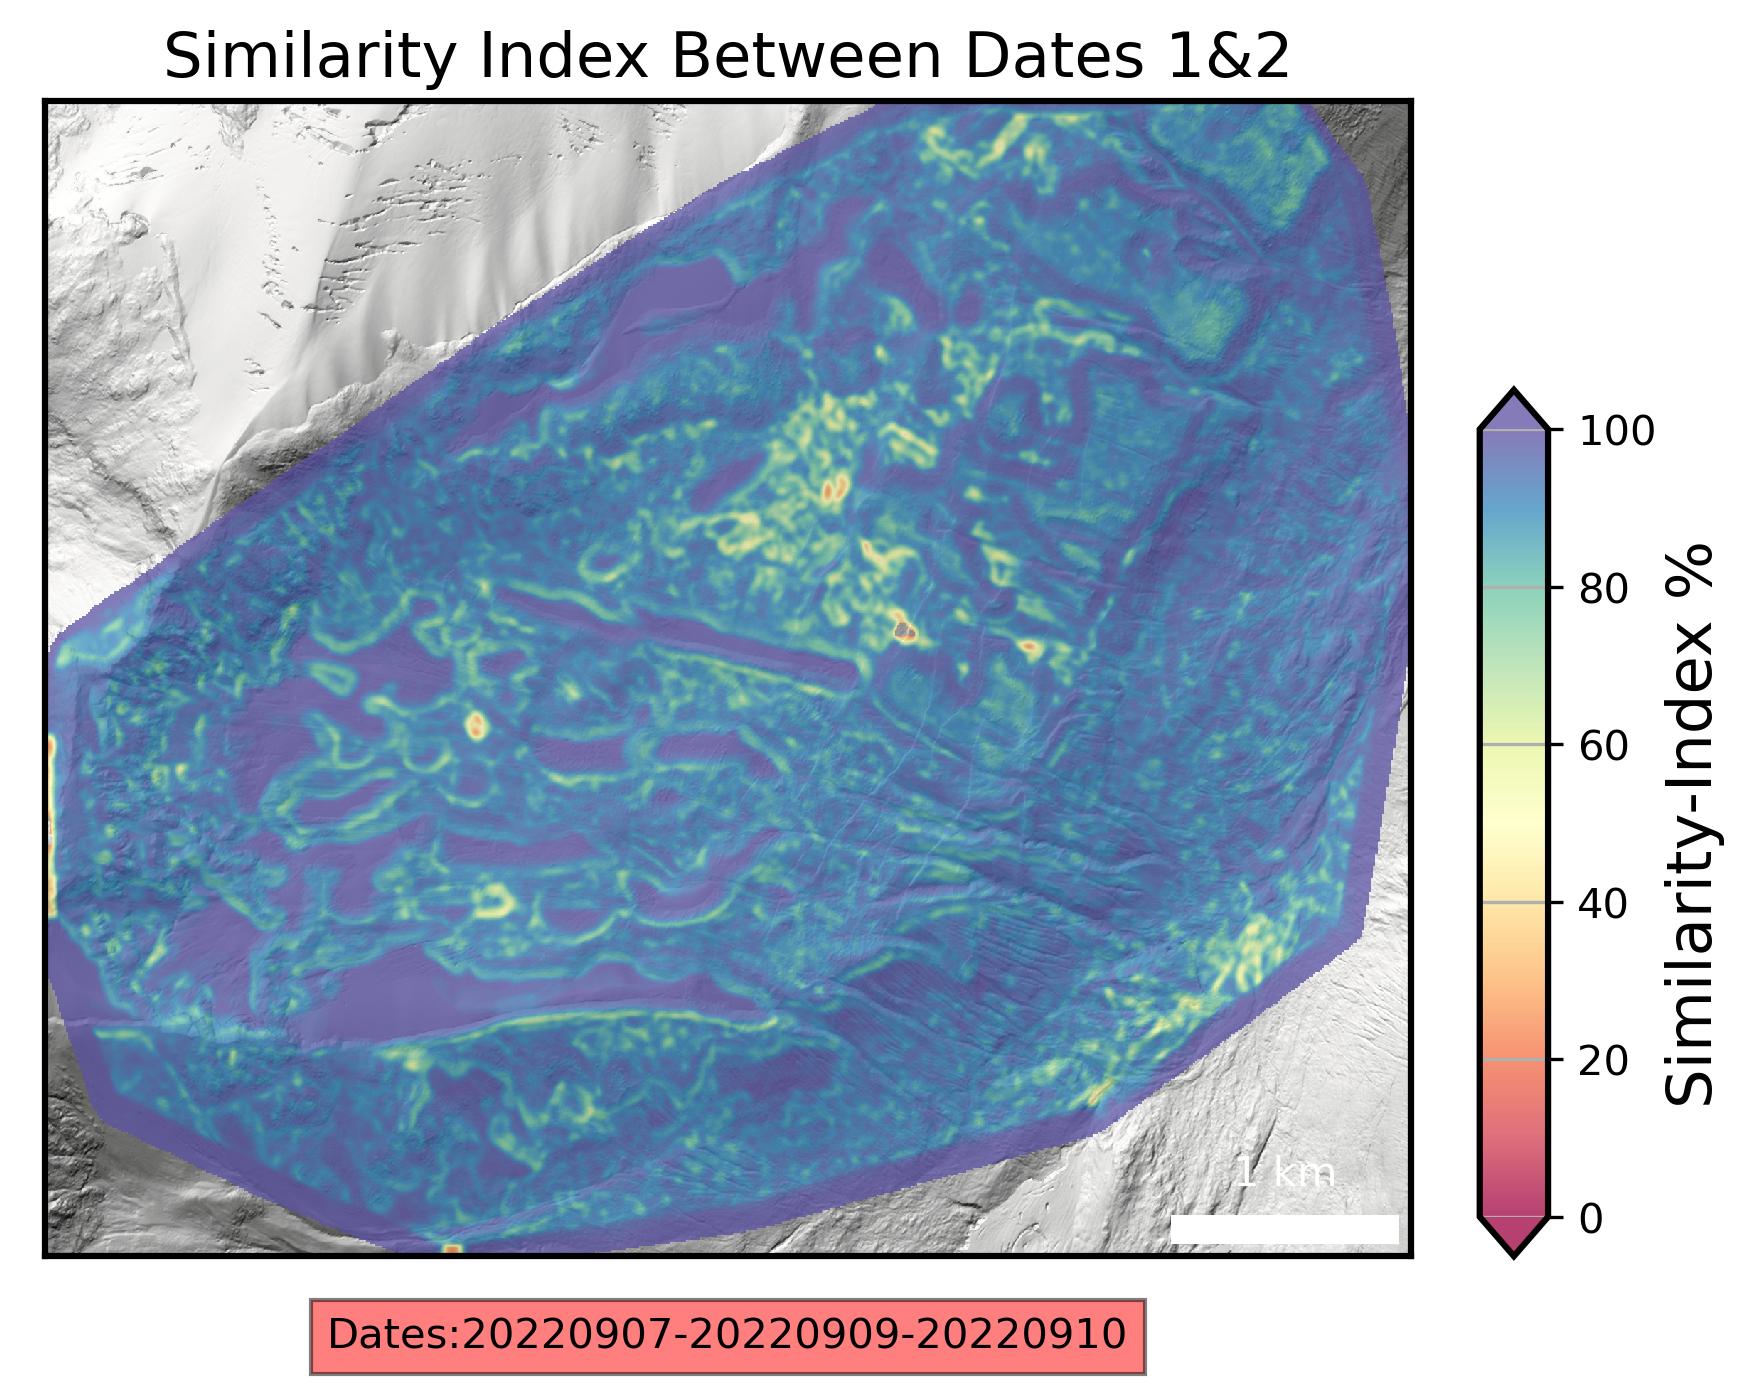 Similarity Index Between Dates 1&2
100
80
60
40
20
0
Similarity-Index %
1 km
Dates:20220907-20220909-20220910